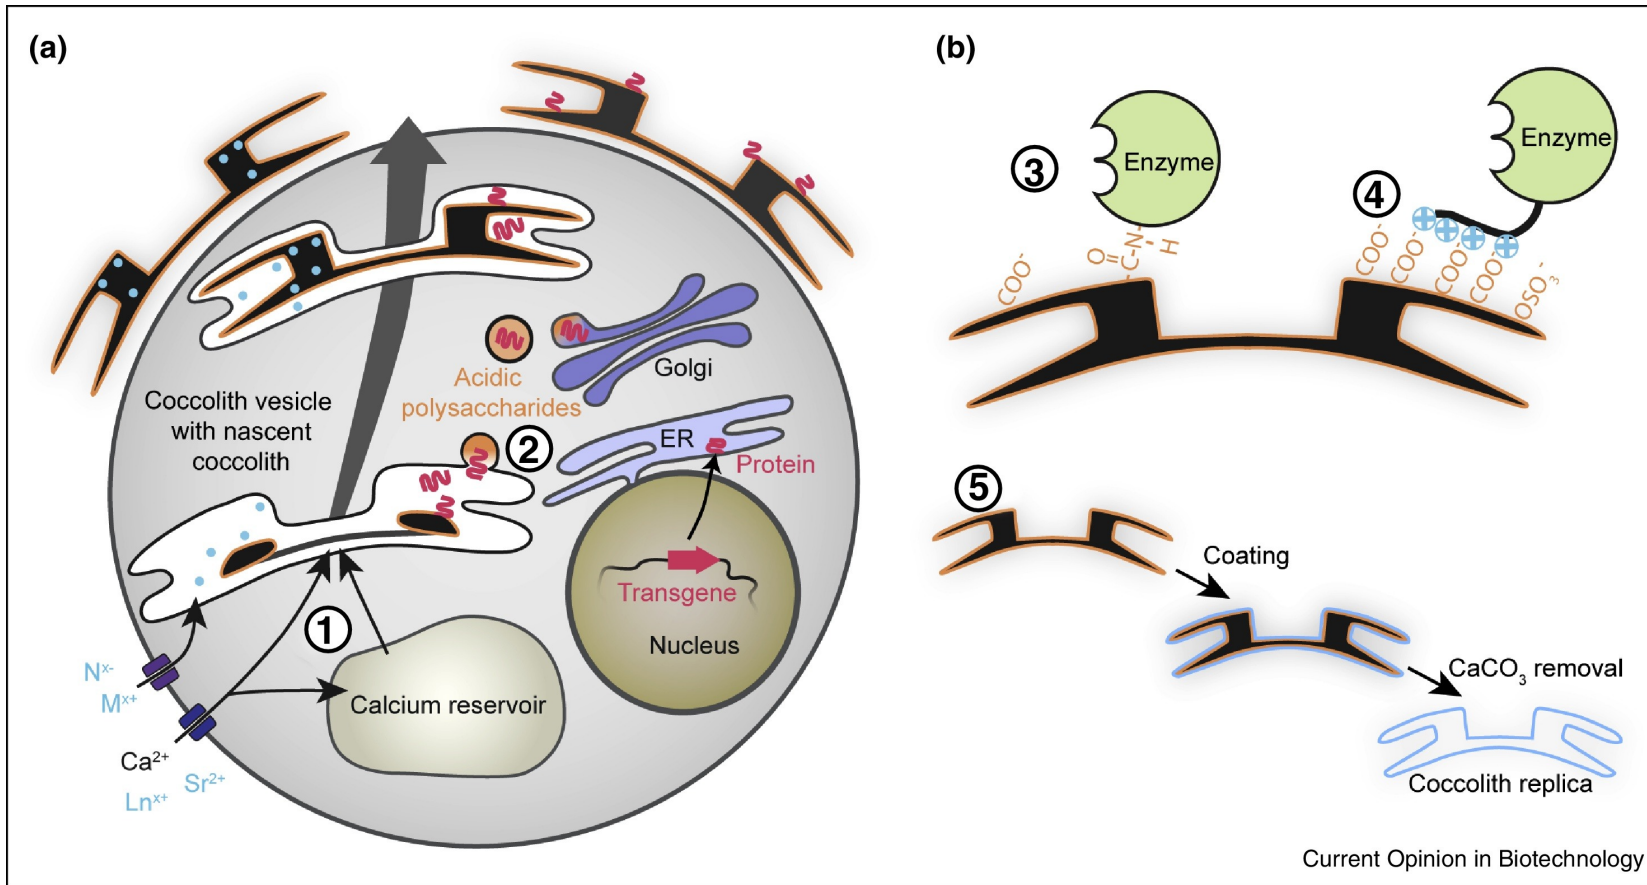 (a)
Coccolith vesicle
with nascent
coccolith
Acidic
polysaccharides
Golgi
ER
Protein
2
1
Transgene
Nucleus
Calcium reservoir
Nˣ⁻
Mˣ⁺
Ca²⁺
Sr²⁺
Lnˣ⁺
(b)
3
Enzyme
4
Enzyme
COO⁻
O=C-N-H
COO⁻
COO⁻
COO⁻
COO⁻
OSO₃⁻
5
Coating
CaCO₃ removal
Coccolith replica
Current Opinion in Biotechnology